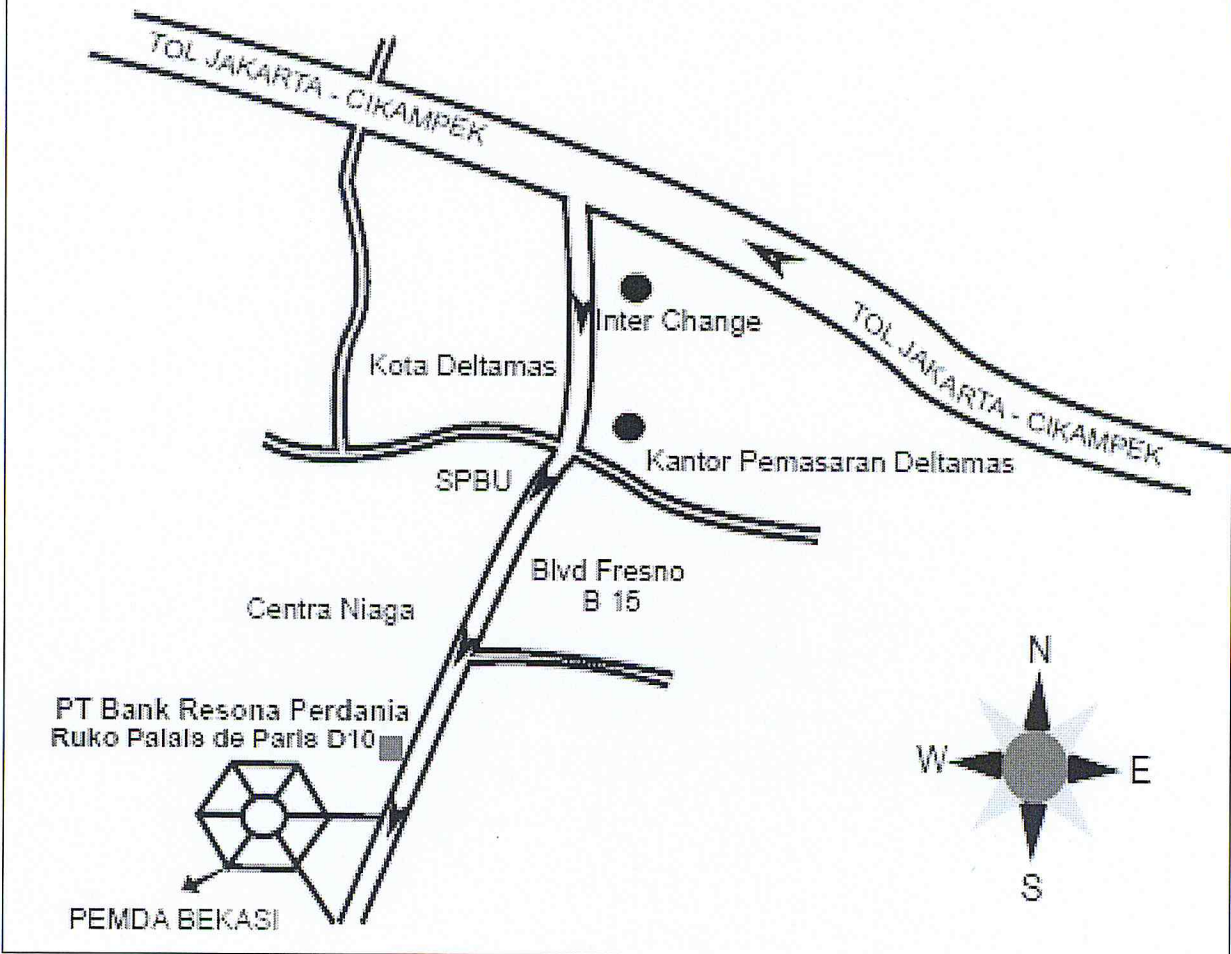 TOL JAKARTA - CIKAMPEK
Inter Change
TOL JAKARTA - CIKAMPEK
Kota Deltamas
Kantor Pemasaran Deltamas
SPBU
Blvd Fresno
B 15
Centra Niaga
N
PT Bank Resona Perdania
Ruko Palais de Paris D10
W
E
S
PEMDA BEKASI